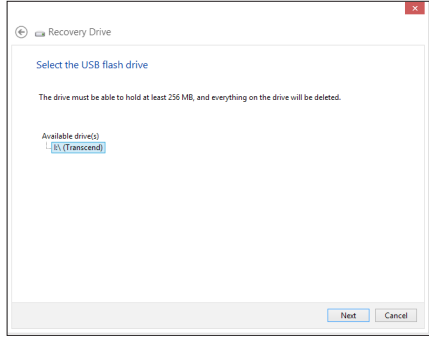 Recovery Drive
Select the USB flash drive
The drive must be able to hold at least 256 MB, and everything on the drive will be deleted.
Available drive(s)
I:\ (Transcend)
Next Cancel